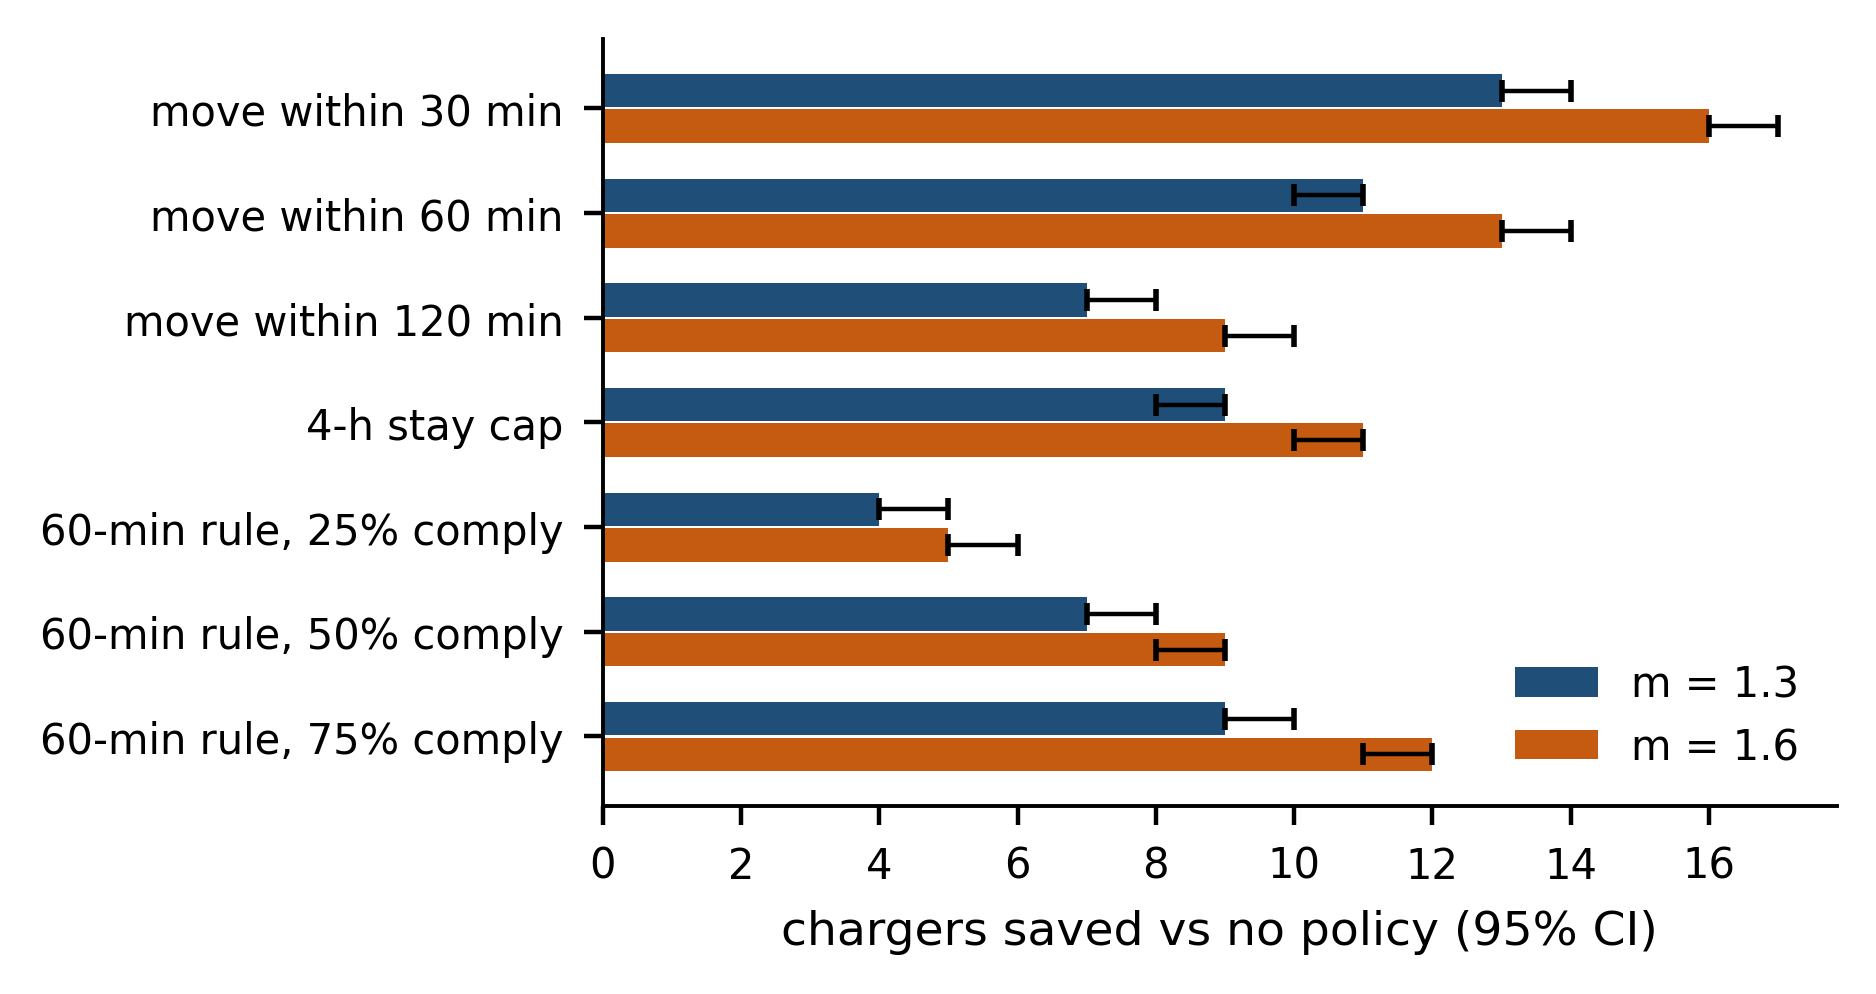 move within 30 min
move within 60 min
move within 120 min
4-h stay cap
60-min rule, 25% comply
60-min rule, 50% comply
60-min rule, 75% comply
m = 1.3
m = 1.6
0 2 4 6 8 10 12 14 16
chargers saved vs no policy (95% CI)